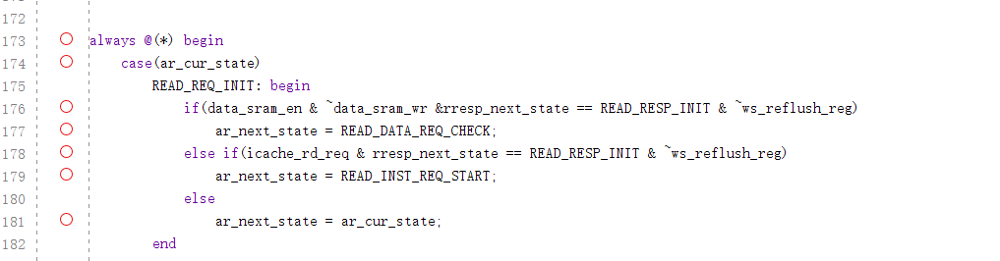 172
173 always @(*) begin
174 case(ar_cur_state)
175 READ_REQ_INIT: begin
176 if(data_sram_en & ~data_sram_wr &rresp_next_state == READ_RESP_INIT & ~ws_reflush_reg)
177 ar_next_state = READ_DATA_REQ_CHECK;
178 else if(icache_rd_req & rresp_next_state == READ_RESP_INIT & ~ws_reflush_reg)
179 ar_next_state = READ_INST_REQ_START;
180 else
181 ar_next_state = ar_cur_state;
182 end